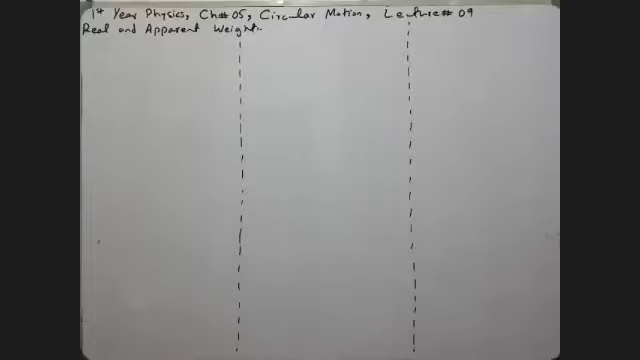 1st Year Physics, Ch# 05, Circular Motion, Lecture# 09
Real and Apparent Weight:-